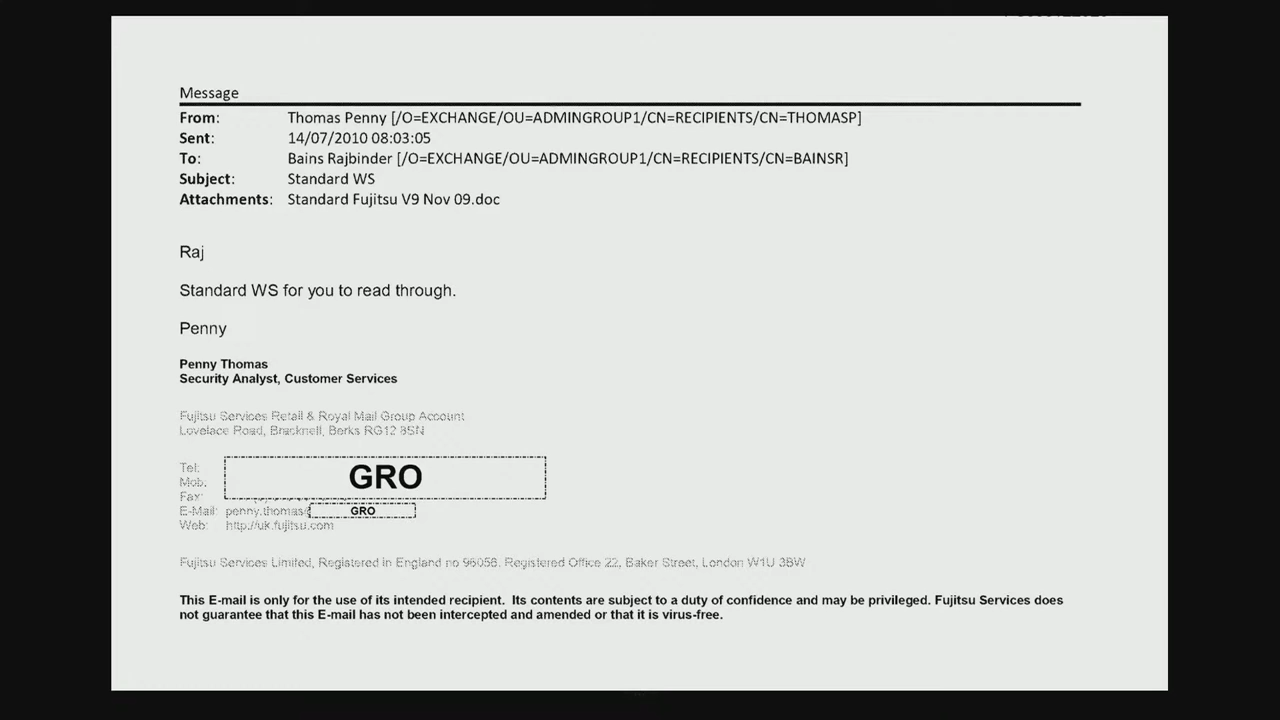 Message
From: Thomas Penny [/O=EXCHANGE/OU=ADMINGROUP1/CN=RECIPIENTS/CN=THOMASP]
Sent: 14/07/2010 08:03:05
To: Bains Rajbinder [/O=EXCHANGE/OU=ADMINGROUP1/CN=RECIPIENTS/CN=BAINSR]
Subject: Standard WS
Attachments: Standard Fujitsu V9 Nov 09.doc
Raj
Standard WS for you to read through.
Penny
Penny Thomas
Security Analyst, Customer Services
Fujitsu Services Retail & Royal Mail Group Account
Lovelace Road, Bracknell, Berks RG12 8SN
Tel:
GRO
Mob:
Fax:
E-Mail: penny.thomas GRO
Web: http://uk.fujitsu.com
Fujitsu Services Limited, Registered in England no 96056. Registered Office 22, Baker Street, London W1U 3BW
This E-mail is only for the use of its intended recipient. Its contents are subject to a duty of confidence and may be privileged. Fujitsu Services does
not guarantee that this E-mail has not been intercepted and amended or that it is virus-free.